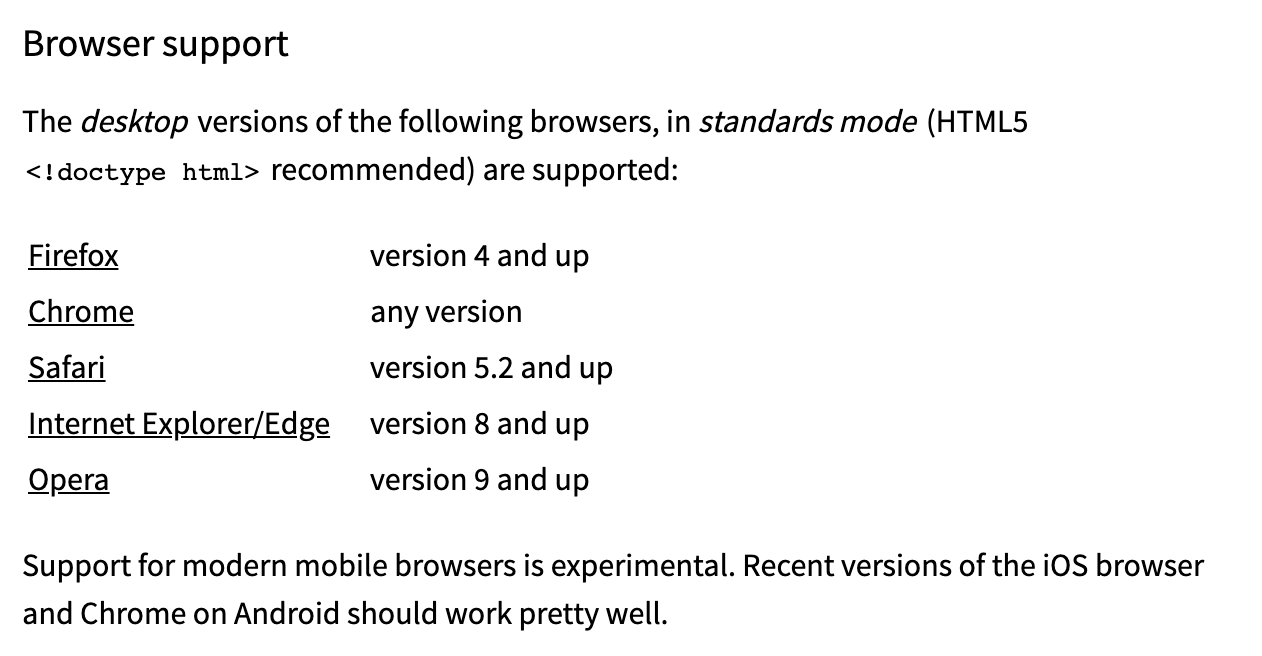 Browser support
The desktop versions of the following browsers, in standards mode (HTML5
<!doctype html> recommended) are supported:
Firefox version 4 and up
Chrome any version
Safari version 5.2 and up
Internet Explorer/Edge version 8 and up
Opera version 9 and up
Support for modern mobile browsers is experimental. Recent versions of the iOS browser
and Chrome on Android should work pretty well.